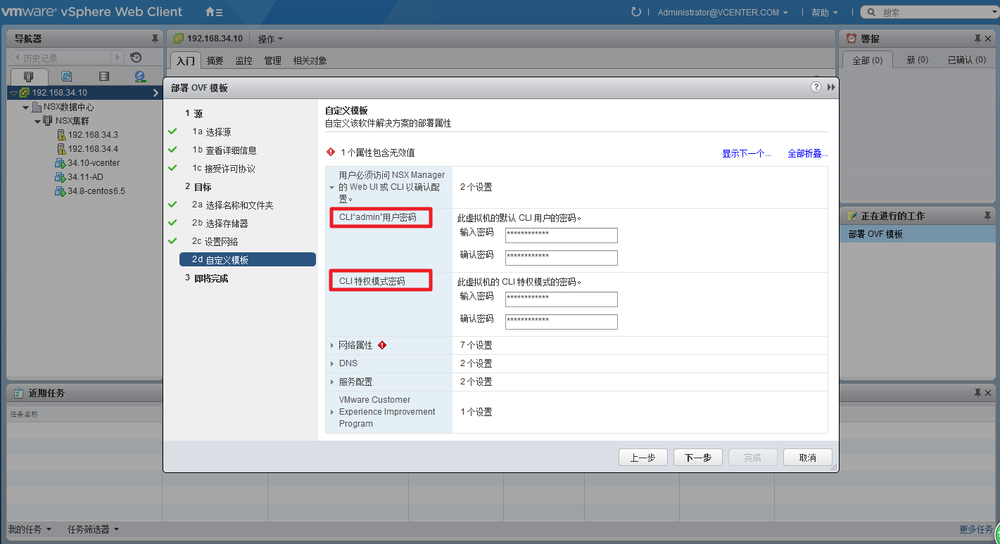 vmware® vSphere Web Client
Administrator@VCENTER.COM
帮助
搜索
导航器
历史记录
192.168.34.10
NSX数据中心
NSX集群
192.168.34.3
192.168.34.4
34.10-vcenter
34.11-AD
34.8-centos6.5
192.168.34.10
操作
入门 摘要 监控 管理 相关对象
部署 OVF 模板
1 源
1a 选择源
1b 查看详细信息
1c 接受许可协议
2 目标
2a 选择名称和文件夹
2b 选择存储器
2c 设置网络
2d 自定义模板
3 即将完成
自定义模板
自定义该软件解决方案的部署属性
1 个属性包含无效值
显示下一个...
全部折叠...
用户必须访问 NSX Manager
的 Web UI 或 CLI 以确认配
置。
2 个设置
CLI“admin”用户密码
此虚拟机的默认 CLI 用户的密码。
输入密码 ************
确认密码 ************
CLI 特权模式密码
此虚拟机的 CLI 特权模式的密码。
输入密码 ************
确认密码 ************
网络属性
7 个设置
DNS
2 个设置
服务配置
2 个设置
VMware Customer
Experience Improvement
Program
1 个设置
上一步 下一步 完成 取消
警报
全部 (0) 新 (0) 已确认 (0)
正在进行的工作
部署 OVF 模板
近期任务
任务名称
我的任务 任务筛选器
更多任务